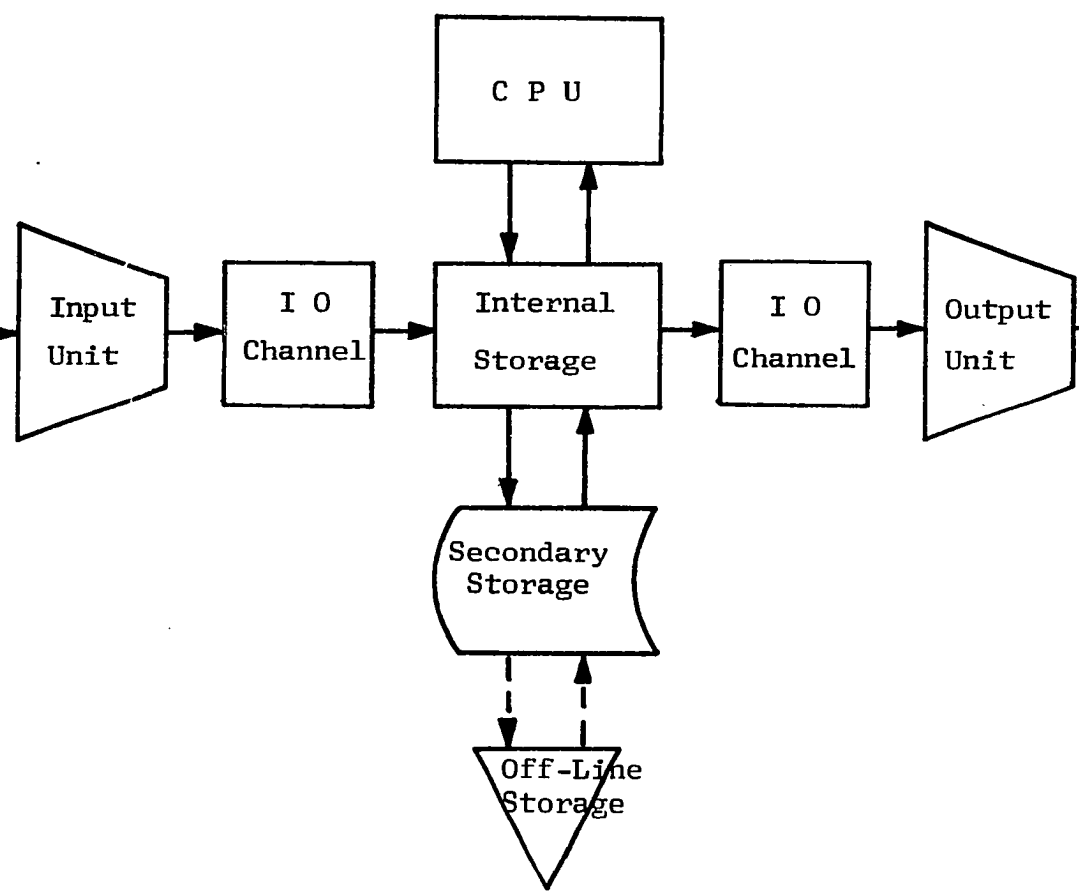 C P U
Input
Unit
I O
Channel
Internal
Storage
I O
Channel
Output
Unit
Secondary
Storage
Off-Line
Storage